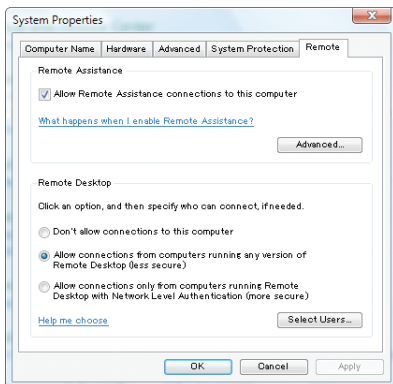 System Properties
Computer Name Hardware Advanced System Protection Remote
Remote Assistance
Allow Remote Assistance connections to this computer
What happens when I enable Remote Assistance?
Advanced...
Remote Desktop
Click an option, and then specify who can connect, if needed.
Don't allow connections to this computer
Allow connections from computers running any version of
Remote Desktop (less secure)
Allow connections only from computers running Remote
Desktop with Network Level Authentication (more secure)
Help me choose
Select Users...
OK Cancel Apply